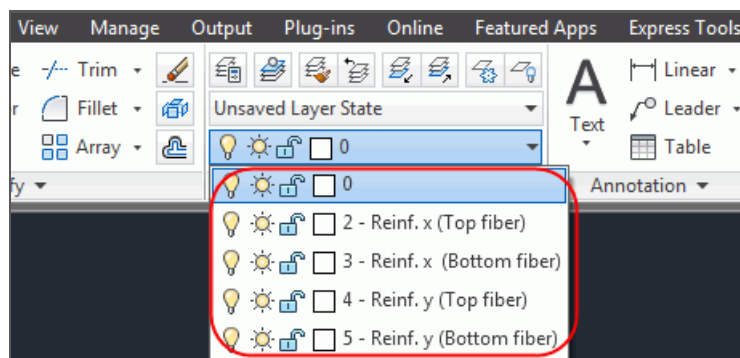 View Manage Output Plug-ins Online Featured Apps Express Tools
e Trim
Unsaved Layer State
r Fillet
Array
0
A
Text
Linear
Leader
Table
fy
Annotation
0
2 - Reinf. x (Top fiber)
3 - Reinf. x (Bottom fiber)
4 - Reinf. y (Top fiber)
5 - Reinf. y (Bottom fiber)